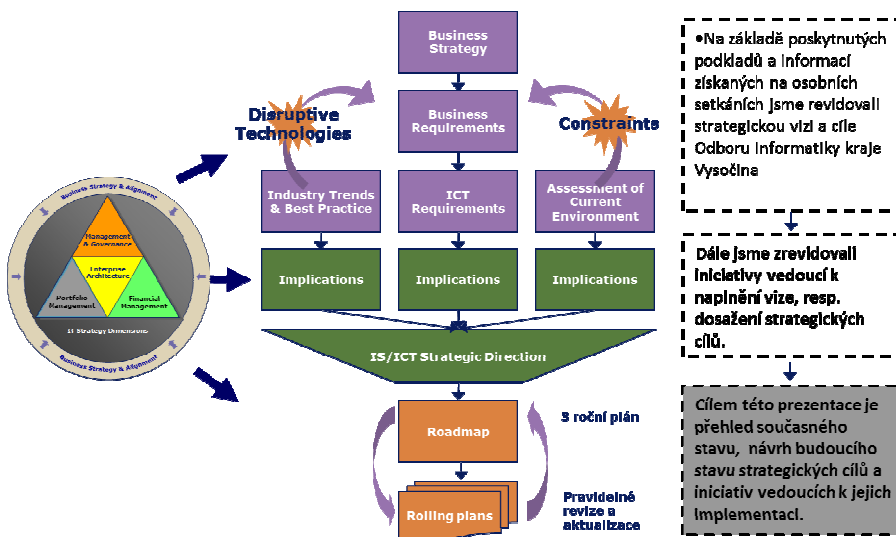 Business Strategy & Alignment
Management
& Governance
Enterprise
Architecture
Portfolio
Management
Financial
Management
IT Strategy Dimensions
Business Strategy & Alignment
Disruptive
Technologies
Constraints
Business
Strategy
Business
Requirements
Industry Trends
& Best Practice
ICT
Requirements
Assessment of
Current
Environment
Implications
Implications
Implications
IS/ICT Strategic Direction
Roadmap
3 roční plán
Rolling plans
Pravidelné
revize a
aktualizace
•Na základě poskytnutých
podkladů a informací
získaných na osobních
setkáních jsme revidovali
strategickou vizi a cíle
Odboru informatiky kraje
Vysočina
Dále jsme zrevidovali
iniciativy vedoucí k
naplnění vize, resp.
dosažení strategických
cílů.
Cílem této prezentace je
přehled současného
stavu, návrh budoucího
stavu strategických cílů a
iniciativ vedoucích k jejich
implementaci.